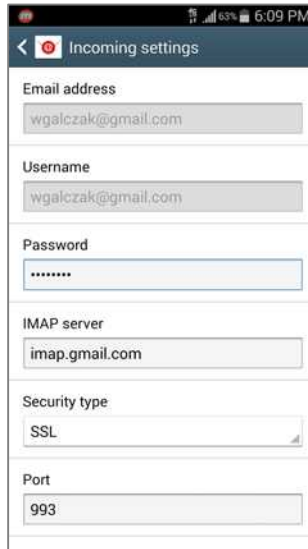 63% 6:09 PM
Incoming settings
Email address
wgalczak@gmail.com
Username
wgalczak@gmail.com
Password
••••••••
IMAP server
imap.gmail.com
Security type
SSL
Port
993